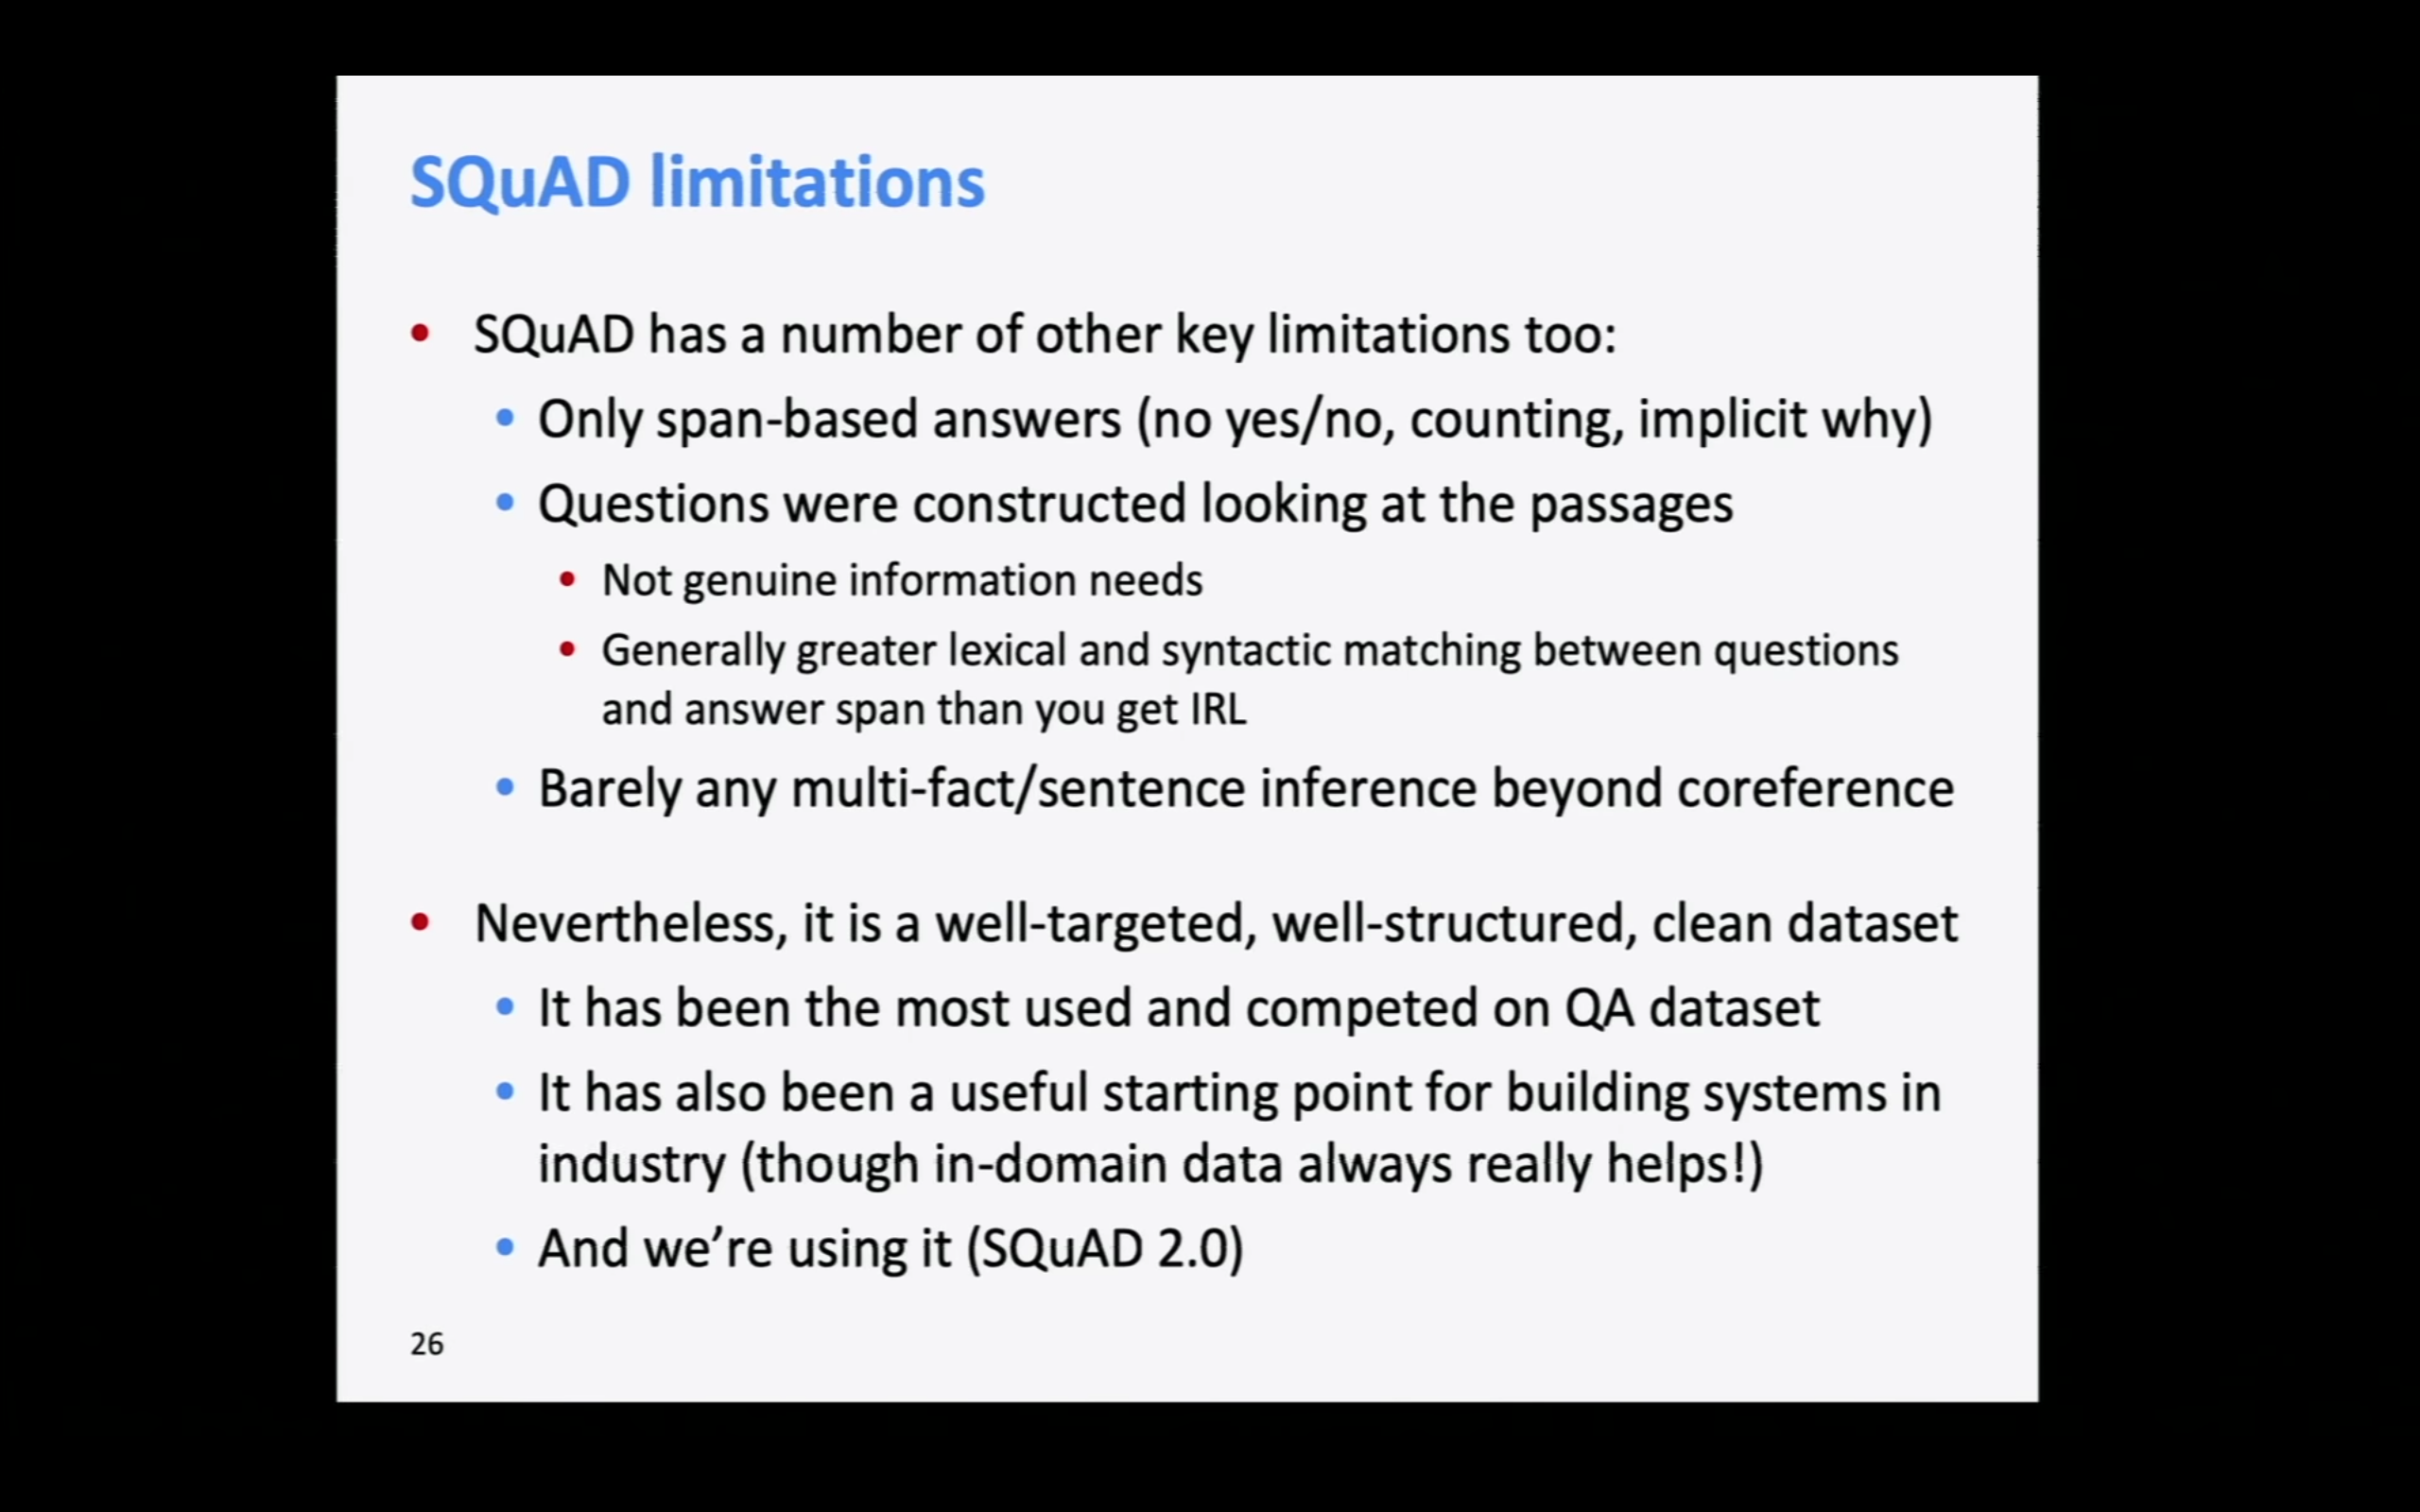 SQuAD limitations
• SQuAD has a number of other key limitations too:
• Only span-based answers (no yes/no, counting, implicit why)
• Questions were constructed looking at the passages
• Not genuine information needs
• Generally greater lexical and syntactic matching between questions
and answer span than you get IRL
• Barely any multi-fact/sentence inference beyond coreference
• Nevertheless, it is a well-targeted, well-structured, clean dataset
• It has been the most used and competed on QA dataset
• It has also been a useful starting point for building systems in
industry (though in-domain data always really helps!)
• And we’re using it (SQuAD 2.0)
26